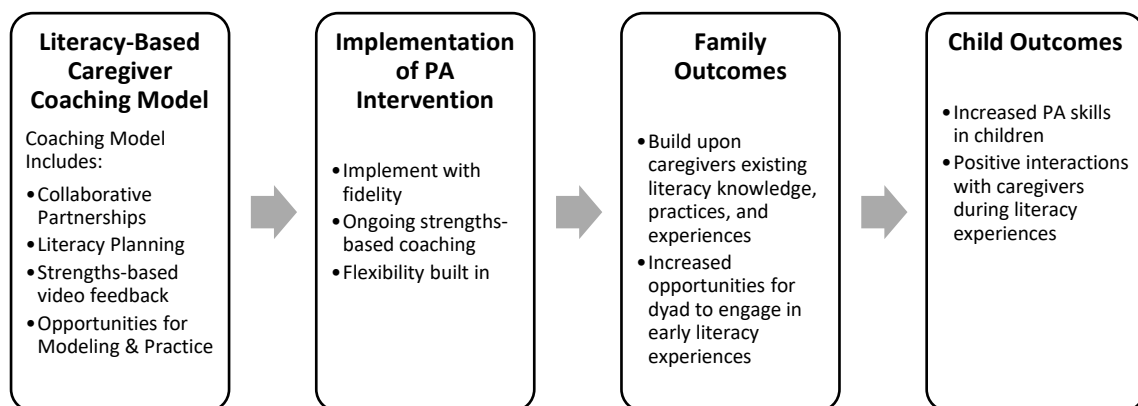 Literacy-Based
Caregiver
Coaching Model
Coaching Model
Includes:
•Collaborative
Partnerships
•Literacy Planning
•Strengths-based
video feedback
•Opportunities for
Modeling & Practice
Implementation
of PA
Intervention
•Implement with
fidelity
•Ongoing strengths-
based coaching
•Flexibility built in
Family
Outcomes
•Build upon
caregivers existing
literacy knowledge,
practices, and
experiences
•Increased
opportunities for
dyad to engage in
early literacy
experiences
Child Outcomes
•Increased PA skills
in children
•Positive interactions
with caregivers
during literacy
experiences